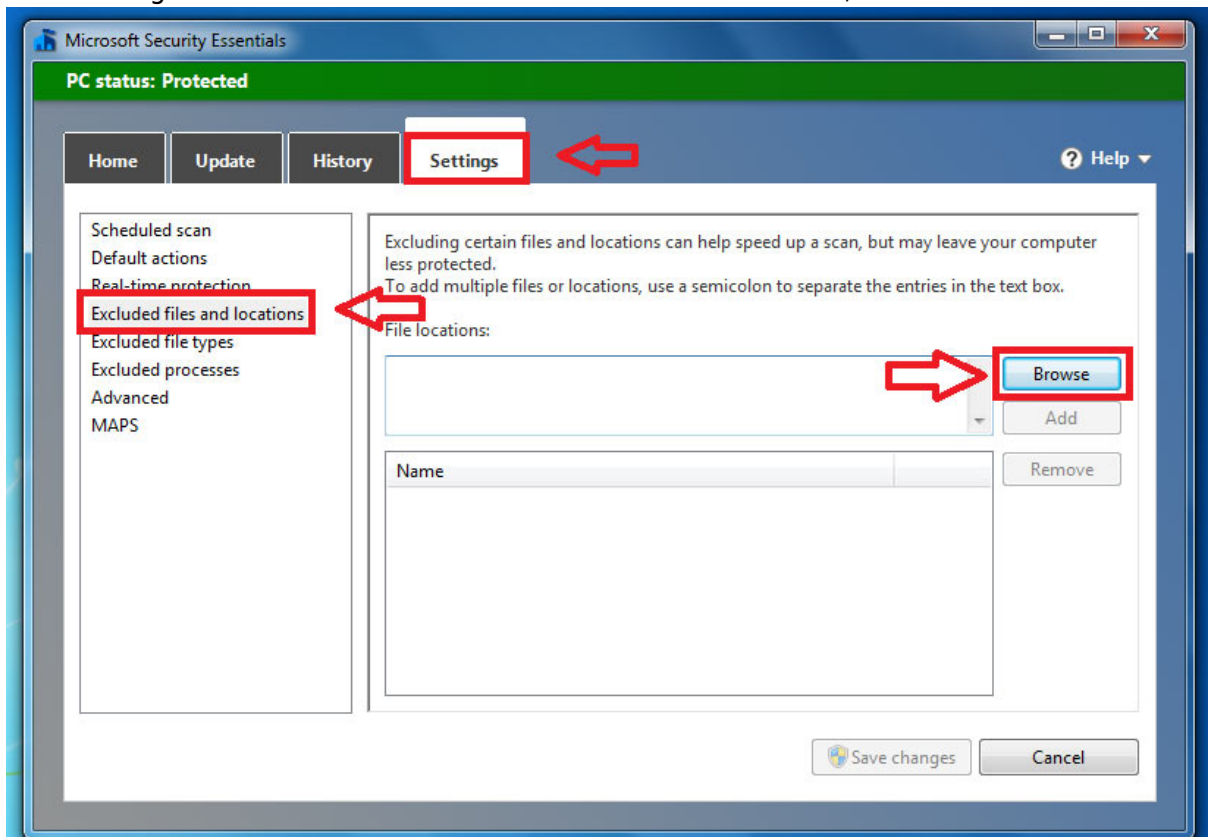 Microsoft Security Essentials
PC status: Protected
Home
Update
History
Settings
Help
Scheduled scan
Default actions
Real-time protection
Excluded files and locations
Excluded file types
Excluded processes
Advanced
MAPS
Excluding certain files and locations can help speed up a scan, but may leave your computer
less protected.
To add multiple files or locations, use a semicolon to separate the entries in the text box.
File locations:
Browse
Add
Name
Remove
Save changes
Cancel